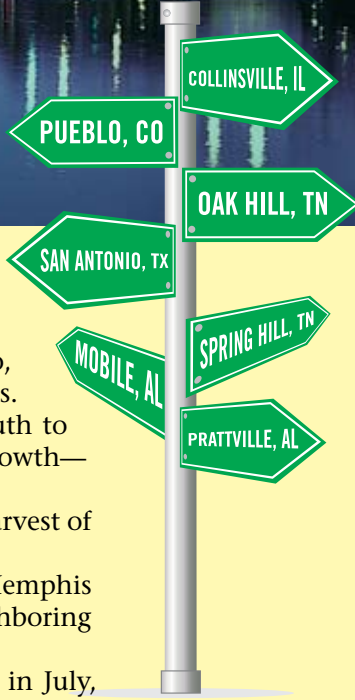 COLLINSVILLE, IL
PUEBLO, CO
OAK HILL, TN
SAN ANTONIO, TX
SPRING HILL, TN
MOBILE, AL
PRATTVILLE, AL
s.
uth to
owth—
arvest of
Memphis
hboring
in July,